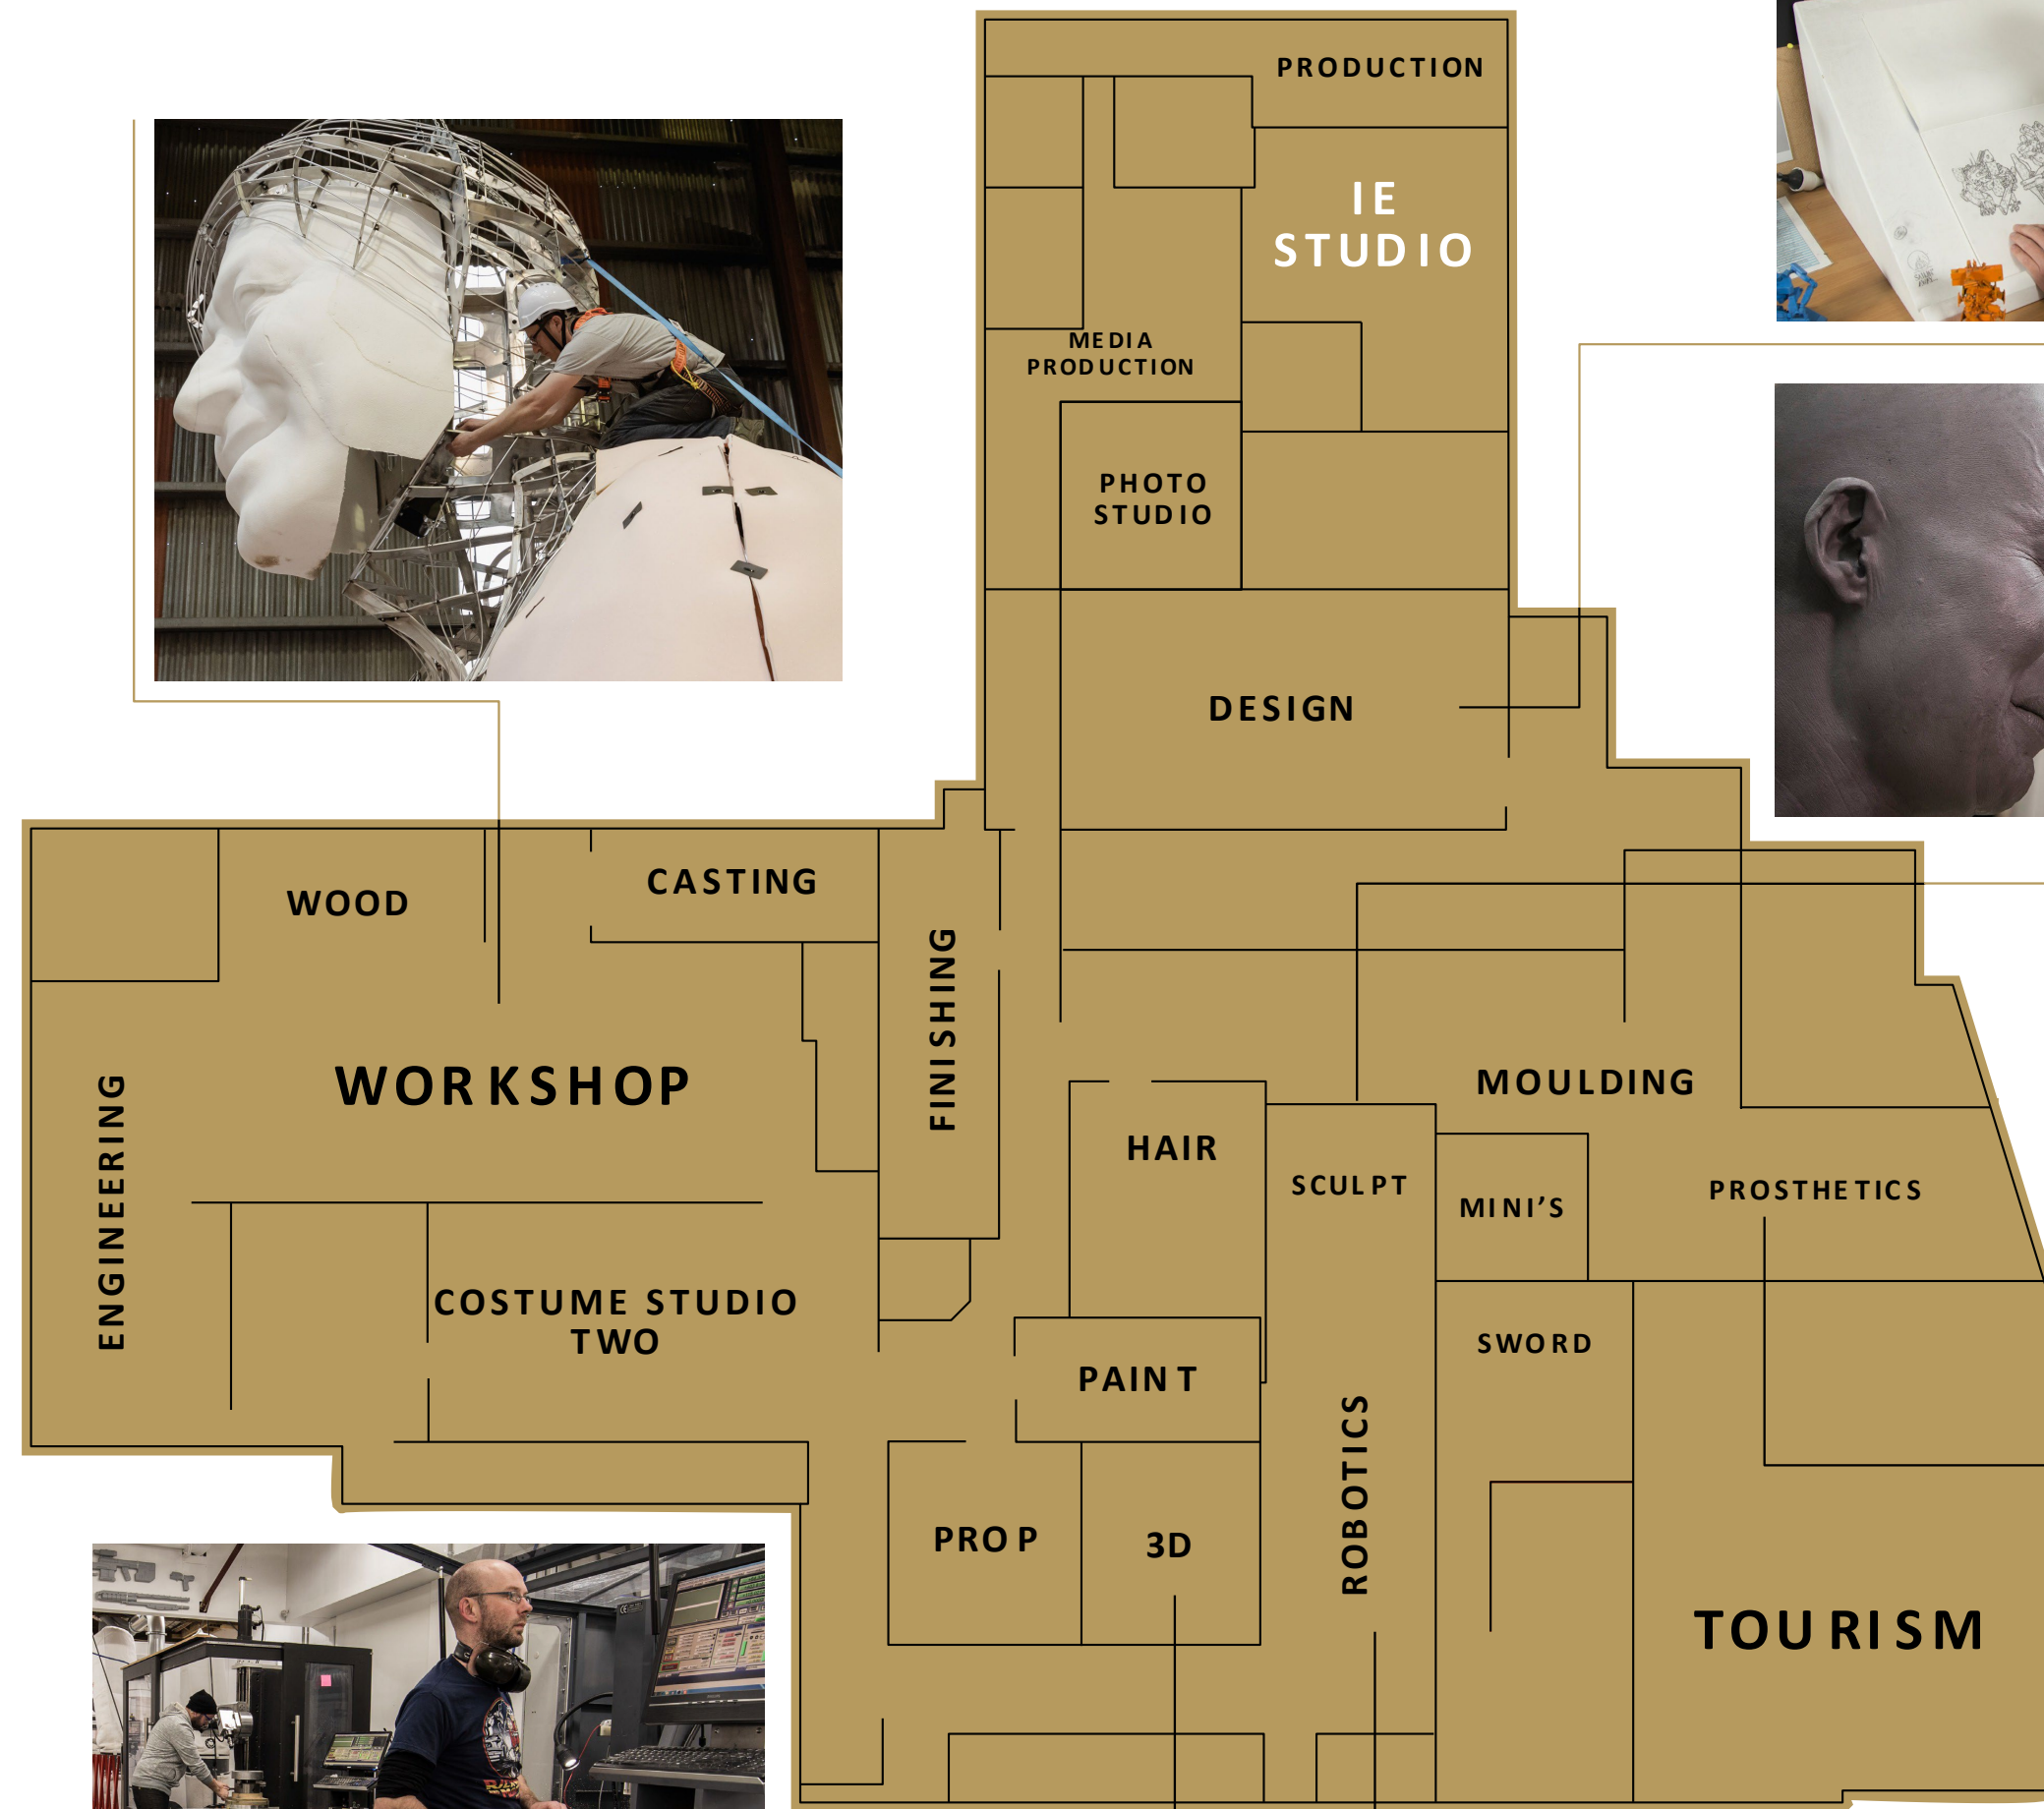 PRODUCTION
IE
STUDIO
MEDIA
PRODUCTION
PHOTO
STUDIO
DESIGN
WOOD
CASTING
FINISHING
WORKSHOP
ENGINEERING
MOULDING
HAIR
SCULPT
MINI’S
PROSTHETICS
COSTUME STUDIO
TWO
SWORD
PAINT
ROBOTICS
PROP
3D
TOURISM